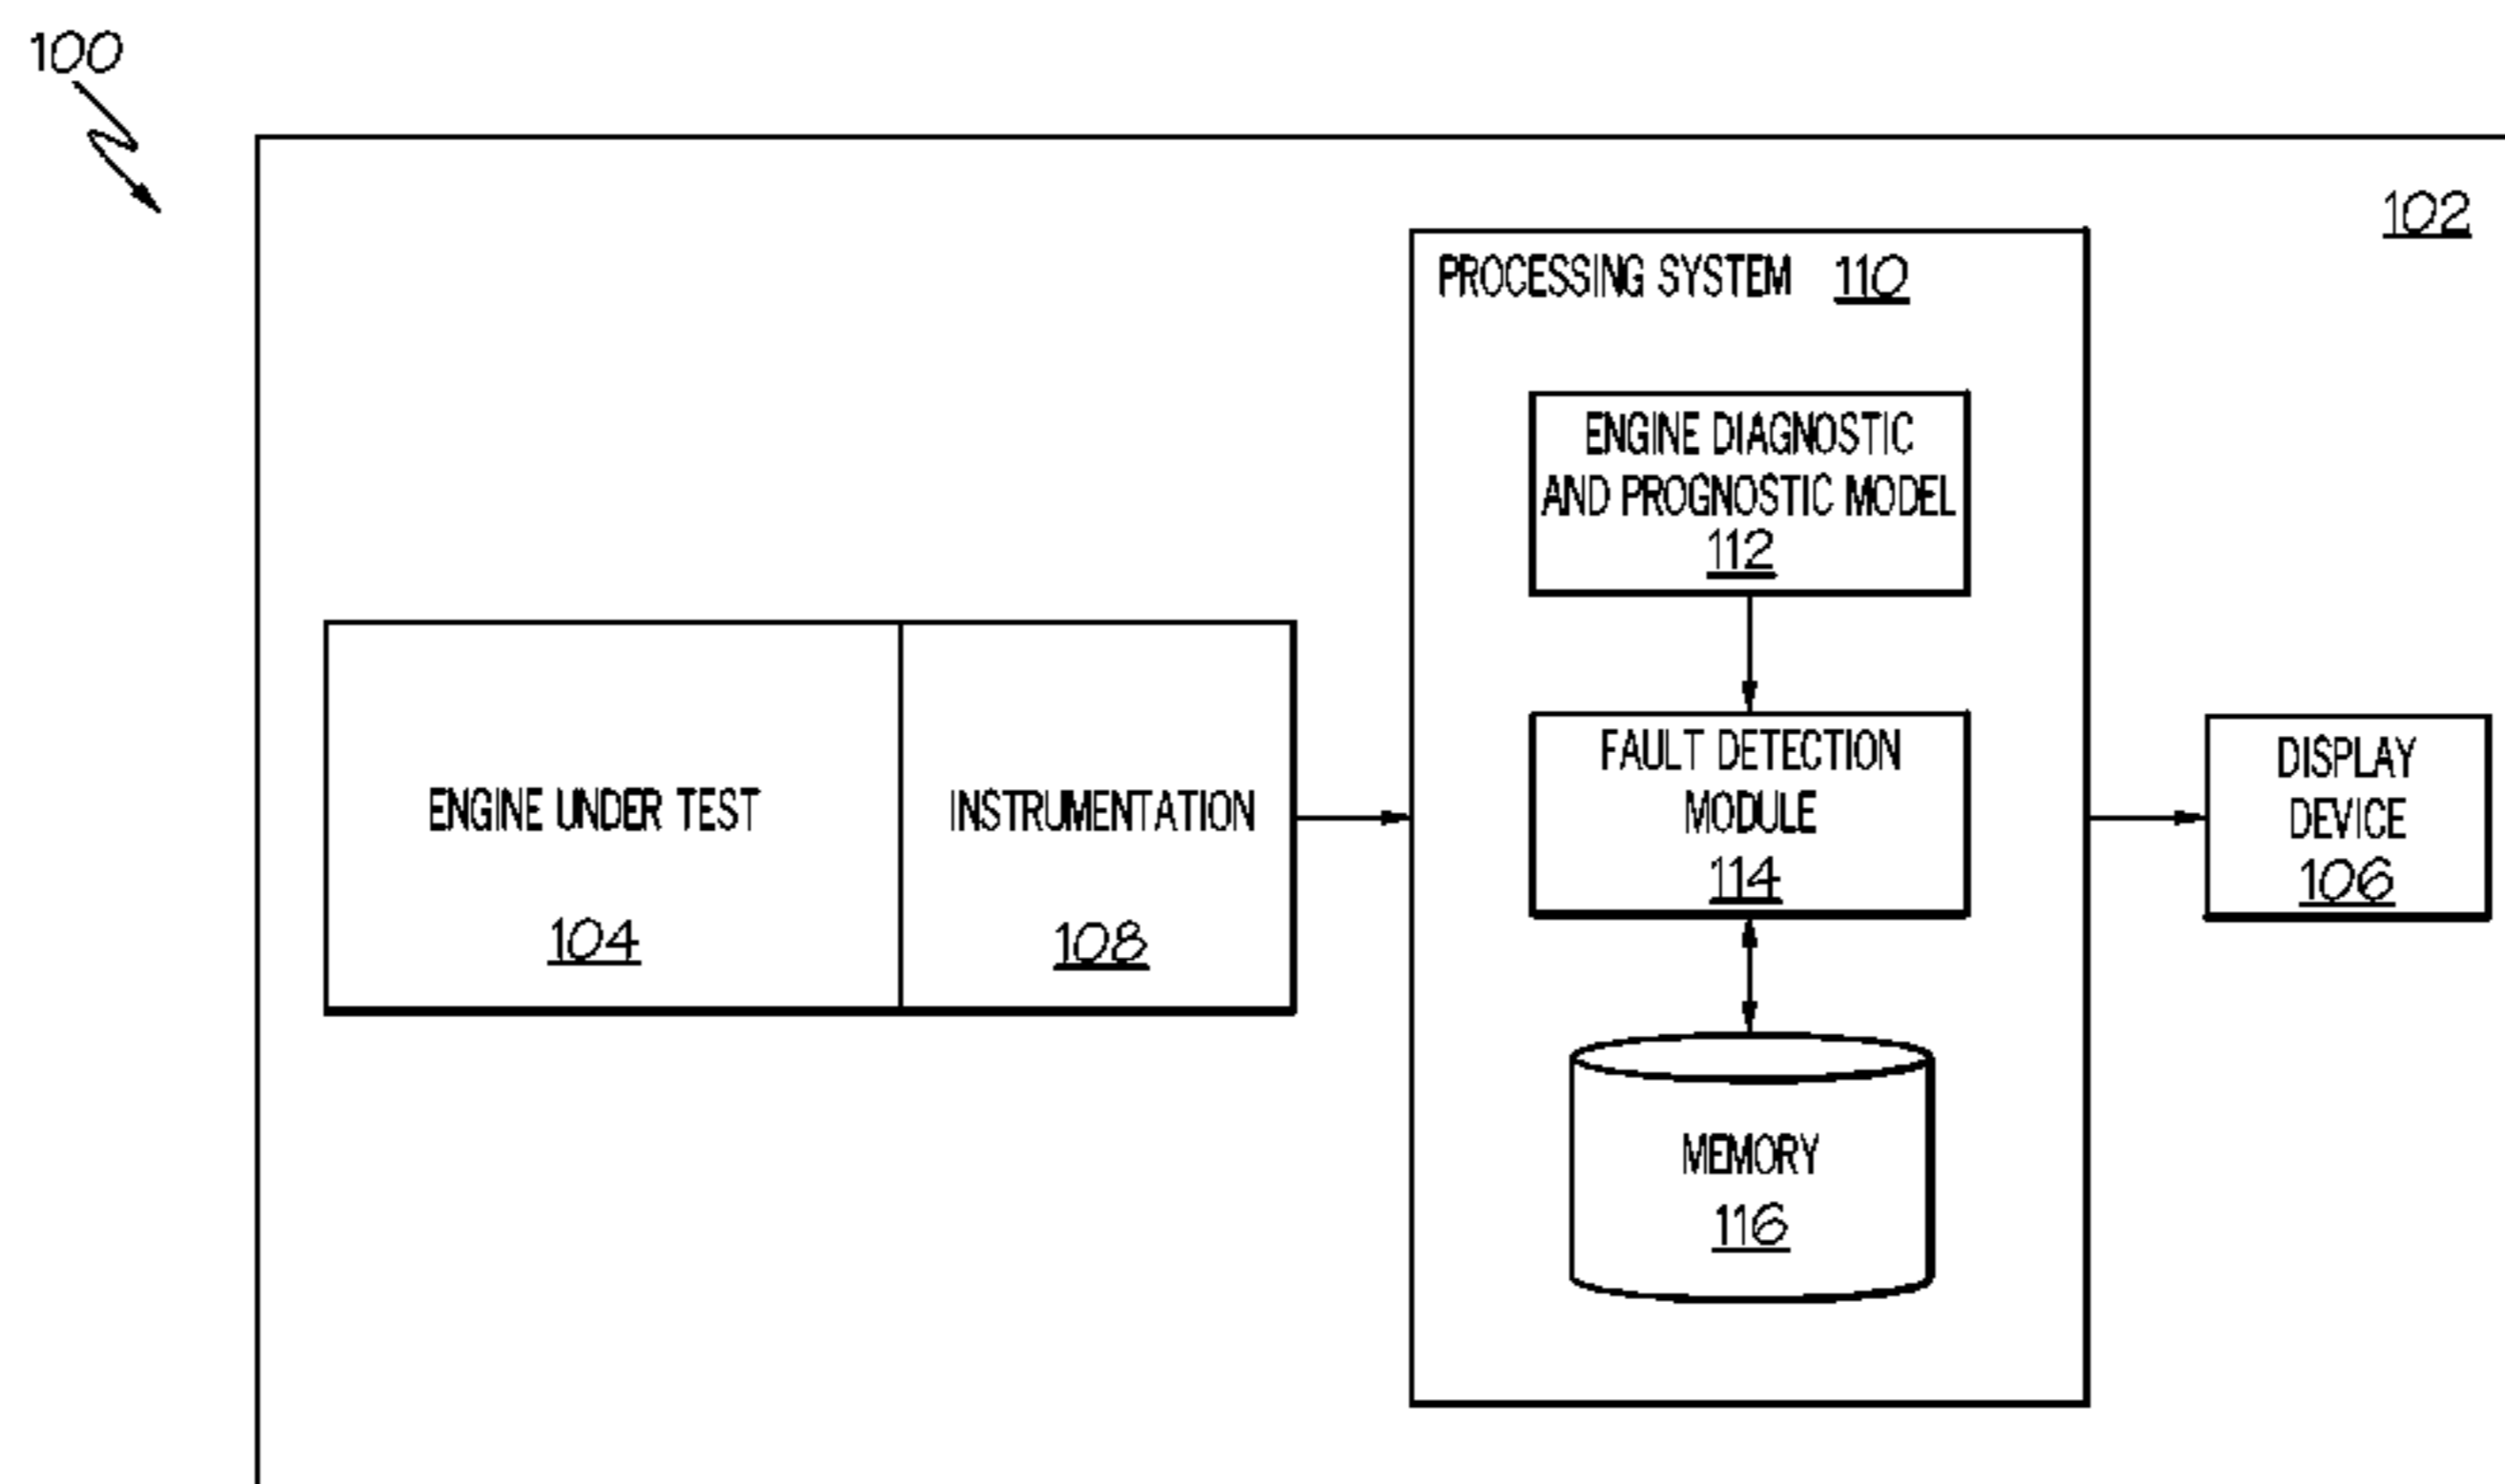 100
102
PROCESSING SYSTEM 110
ENGINE DIAGNOSTIC
AND PROGNOSTIC MODEL
112
ENGINE UNDER TEST
104
INSTRUMENTATION
108
FAULT DETECTION
MODULE
114
DISPLAY
DEVICE
106
MEMORY
116